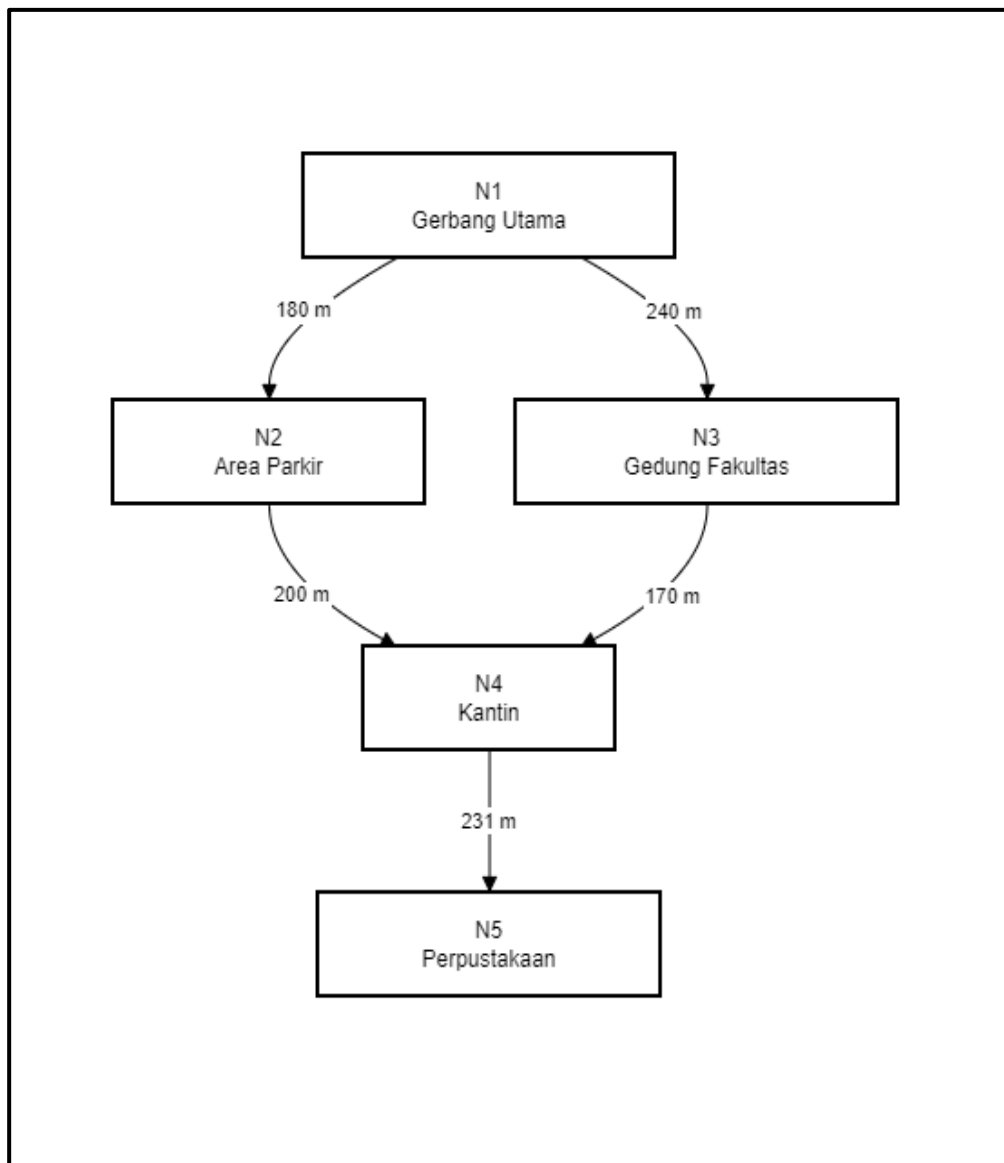 N1
Gerbang Utama
180 m
240 m
N2
Area Parkir
N3
Gedung Fakultas
200 m
170 m
N4
Kantin
231 m
N5
Perpustakaan